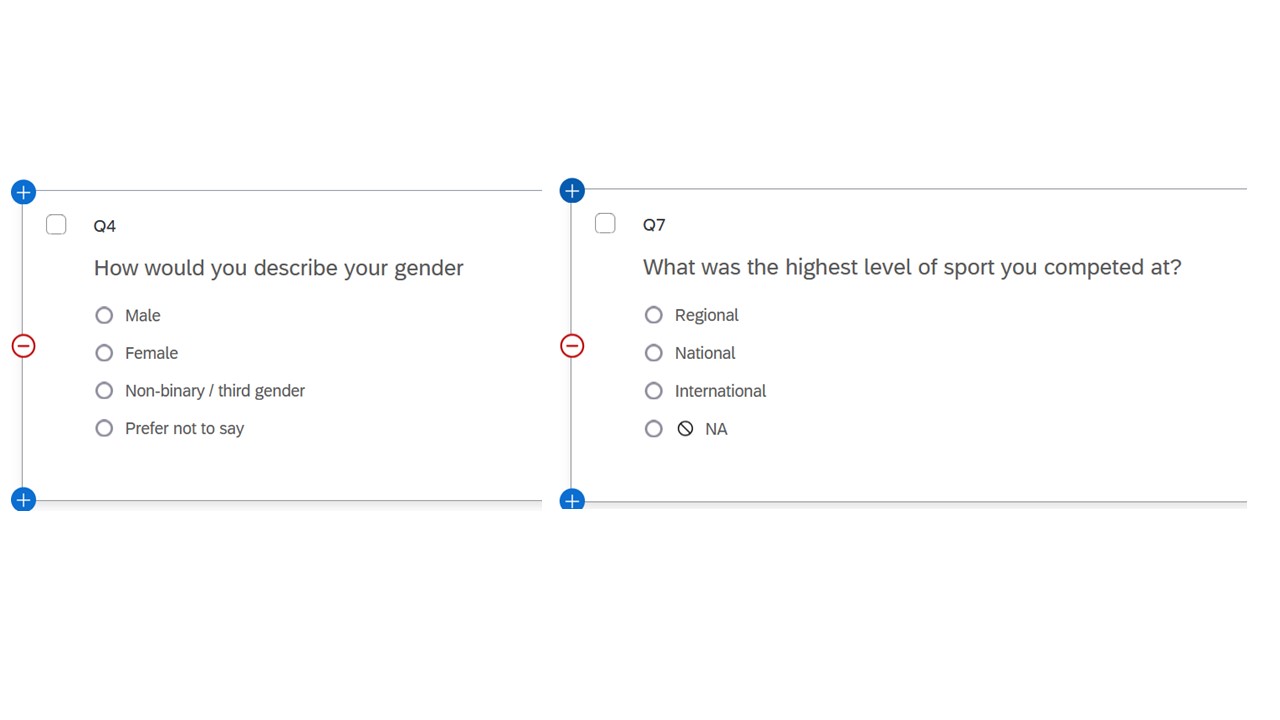 Q4
How would you describe your gender
Male
Female
Non-binary / third gender
Prefer not to say
Q7
What was the highest level of sport you competed at?
Regional
National
International
NA